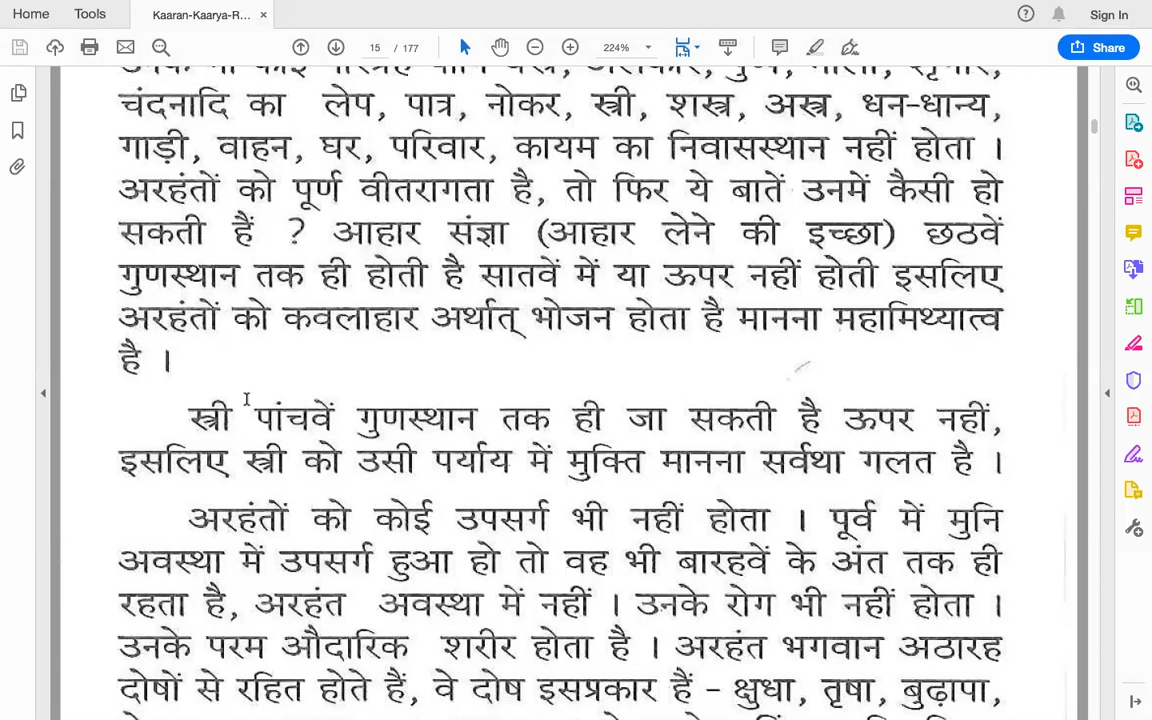 Home Tools Kaaran-Kaarya-R... × Sign In
15 / 177 224% Share
चंदनादि का लेप, पात्र, नोकर, स्त्री, शस्त्र, अस्त्र, धन-धान्य,
गाड़ी, वाहन, घर, परिवार, कायम का निवासस्थान नहीं होता ।
अरहंतों को पूर्ण वीतरागता है, तो फिर ये बातें उनमें कैसी हो
सकती हैं ? आहार संज्ञा (आहार लेने की इच्छा) छठवें
गुणस्थान तक ही होती है सातवें में या ऊपर नहीं होती इसलिए
अरहंतों को कवलाहार अर्थात् भोजन होता है मानना महामिथ्यात्व
है ।
स्त्री पांचवें गुणस्थान तक ही जा सकती है ऊपर नहीं,
इसलिए स्त्री को उसी पर्याय में मुक्ति मानना सर्वथा गलत है ।
अरहंतों को कोई उपसर्ग भी नहीं होता । पूर्व में मुनि
अवस्था में उपसर्ग हुआ हो तो वह भी बारहवें के अंत तक ही
रहता है, अरहंत अवस्था में नहीं । उनके रोग भी नहीं होता ।
उनके परम औदारिक शरीर होता है । अरहंत भगवान अठारह
दोषों से रहित होते हैं, वे दोष इसप्रकार हैं - क्षुधा, तृषा, बुढ़ापा,